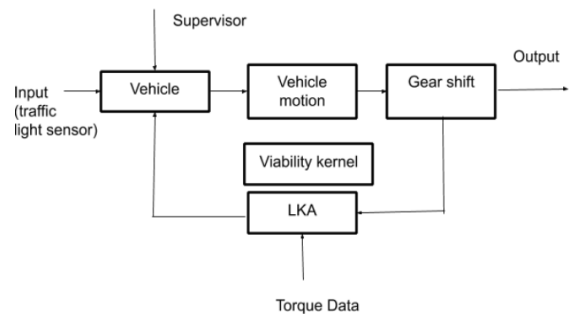 Supervisor
Input
(traffic
light sensor)
Vehicle
Vehicle
motion
Gear shift
Output
Viability kernel
LKA
Torque Data